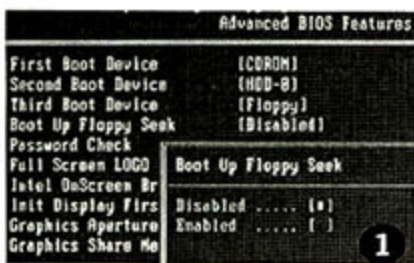 Advanced BIOS Features
First Boot Device [CDROM]
Second Boot Device [HDD-0]
Third Boot Device [Floppy]
Boot Up Floppy Seek [Disabled]
Password Check
Full Screen LOGO
Intel OnScreen Br
Init Display Firs
Graphics Aperture
Graphics Share Me
Boot Up Floppy Seek
Disabled ..... [▪]
Enabled ..... [ ]
1